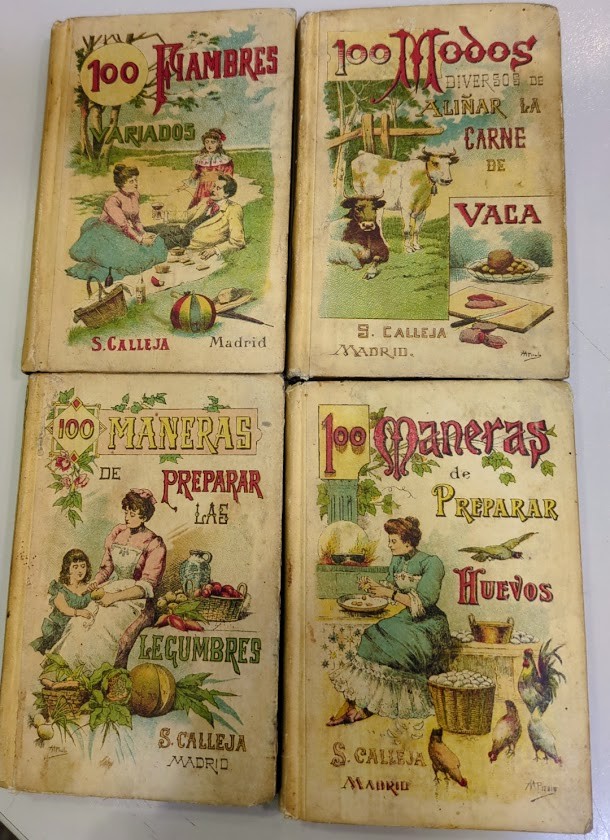 100 FIAMBRES
VARIADOS
S. CALLEJA Madrid
100 MODOS
DIVERSOS DE
ALIÑAR LA
CARNE
DE
VACA
S. CALLEJA
MADRID.
100 MANERAS
DE PREPARAR
LAS
LEGUMBRES
S. CALLEJA
MADRID
100 Maneras
de
PREPARAR
HUEVOS
S. CALLEJA
MADRID